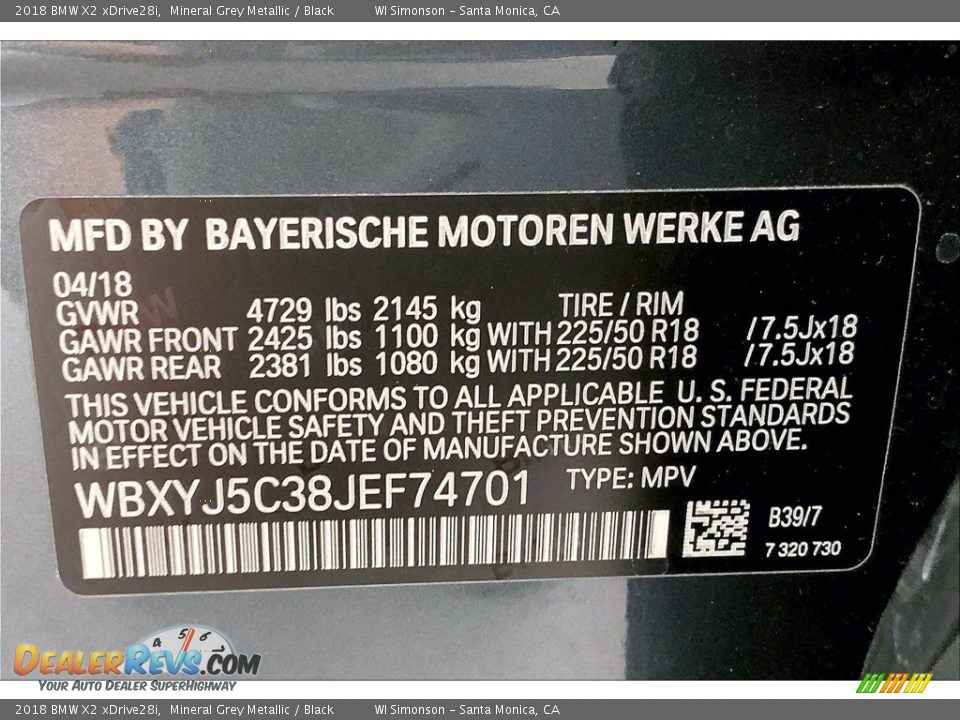 2018 BMW X2 xDrive28i, Mineral Grey Metallic / Black WI Simonson - Santa Monica, CA
MFD BY BAYERISCHE MOTOREN WERKE AG
04/18
GVWR 4729 lbs 2145 kg TIRE / RIM
GAWR FRONT 2425 lbs 1100 kg WITH 225/50 R18 /7.5Jx18
GAWR REAR 2381 lbs 1080 kg WITH 225/50 R18 /7.5Jx18
THIS VEHICLE CONFORMS TO ALL APPLICABLE U. S. FEDERAL
MOTOR VEHICLE SAFETY AND THEFT PREVENTION STANDARDS
IN EFFECT ON THE DATE OF MANUFACTURE SHOWN ABOVE.
WBXYJ5C38JEF74701 TYPE: MPV
B39/7
7 320 730
4 5 6
DEALERREVS.COM
YOUR AUTO DEALER SUPERHIGHWAY
2018 BMW X2 xDrive28i, Mineral Grey Metallic / Black WI Simonson - Santa Monica, CA